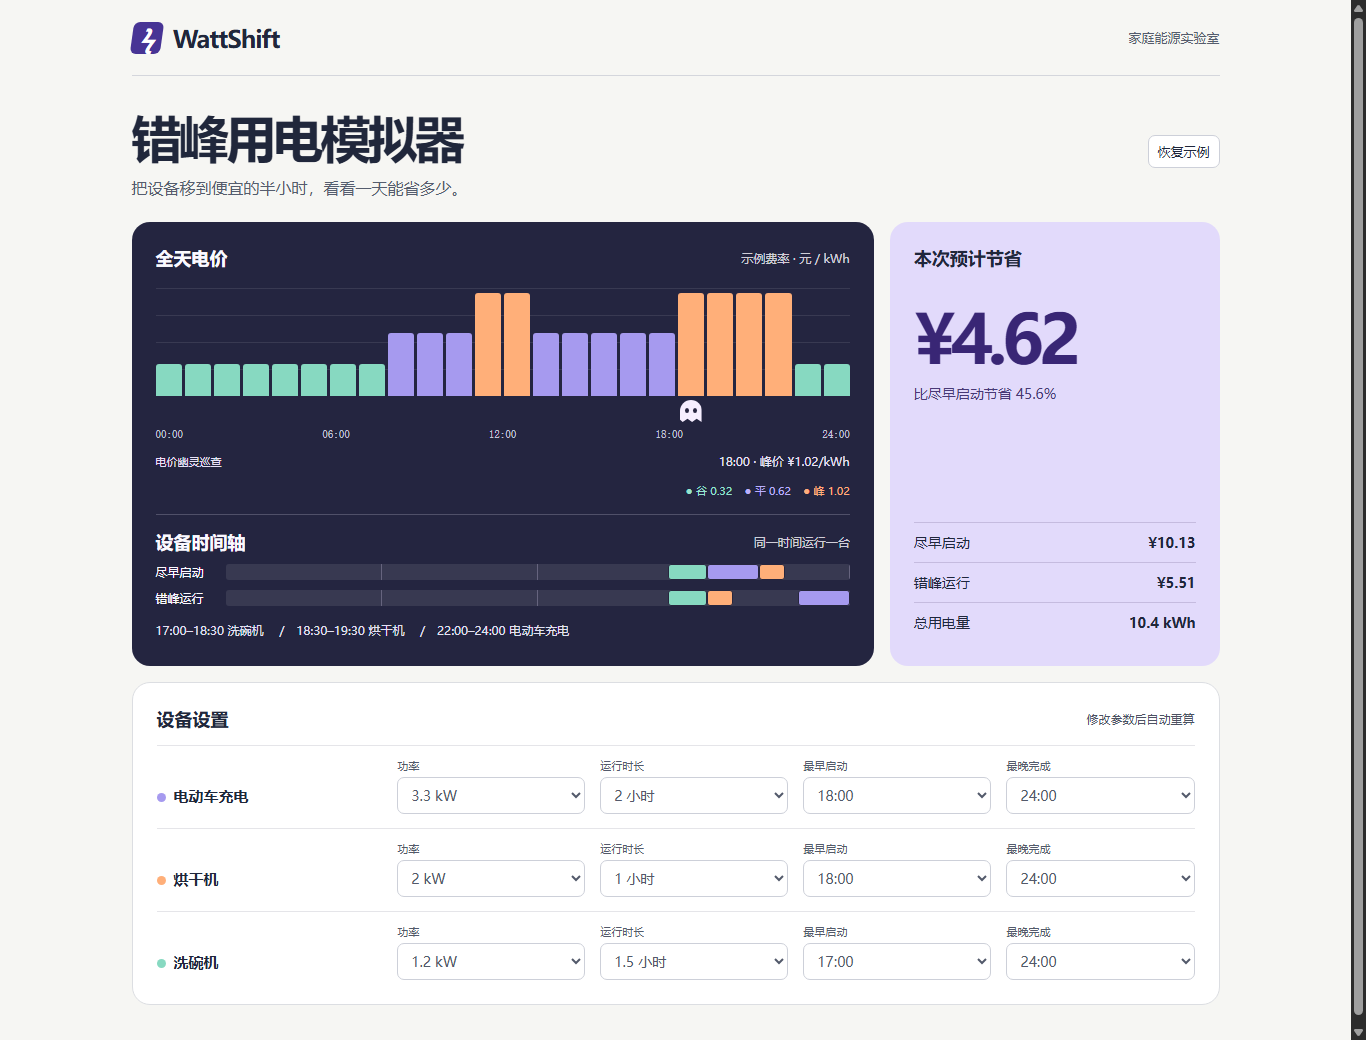 WattShift
家庭能源实验室
错峰用电模拟器
恢复示例
把设备移到便宜的半小时，看看一天能省多少。
全天电价
示例费率 · 元 / kWh
00:00 06:00 12:00 18:00 24:00
电价幽灵巡查
18:00 · 峰价 ¥1.02/kWh
谷 0.32 平 0.62 峰 1.02
设备时间轴
同一时间运行一台
尽早启动
错峰运行
17:00–18:30 洗碗机 / 18:30–19:30 烘干机 / 22:00–24:00 电动车充电
本次预计节省
¥4.62
比尽早启动节省 45.6%
尽早启动 ¥10.13
错峰运行 ¥5.51
总用电量 10.4 kWh
设备设置
修改参数后自动重算
功率 运行时长 最早启动 最晚完成
电动车充电 3.3 kW 2 小时 18:00 24:00
功率 运行时长 最早启动 最晚完成
烘干机 2 kW 1 小时 18:00 24:00
功率 运行时长 最早启动 最晚完成
洗碗机 1.2 kW 1.5 小时 17:00 24:00